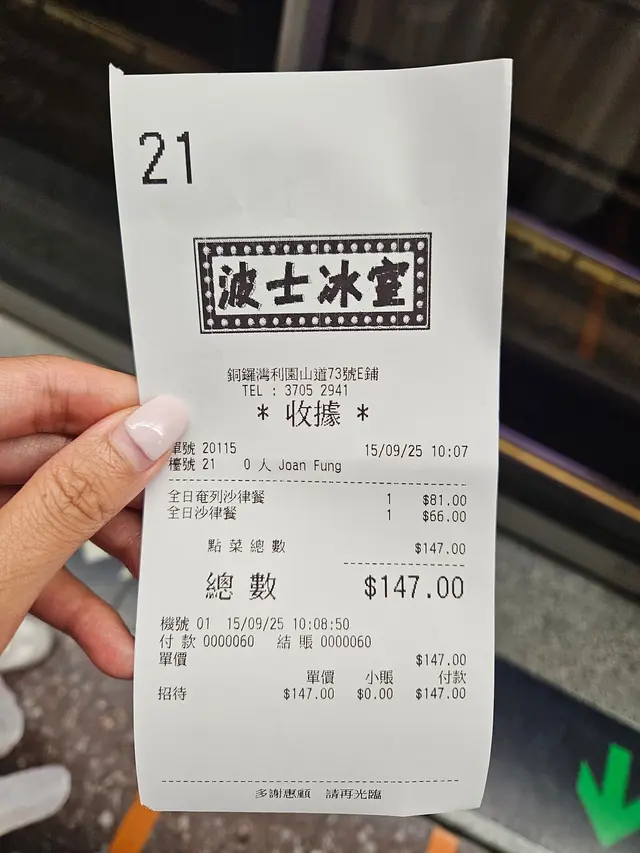 21
波士冰室
銅鑼灣利園山道73號E鋪
TEL : 3705 2941
* 收據 *
單號 20115 15/09/25 10:07
檯號 21 0 人 Joan Fung
全日奄列沙律餐 1 $81.00
全日沙律餐 1 $66.00
點菜總數 $147.00
總數 $147.00
機號 01 15/09/25 10:08:50
付款 0000060 結賬 0000060
單價 $147.00
單價 小賬 付款
招待 $147.00 $0.00 $147.00
多謝惠顧 請再光臨